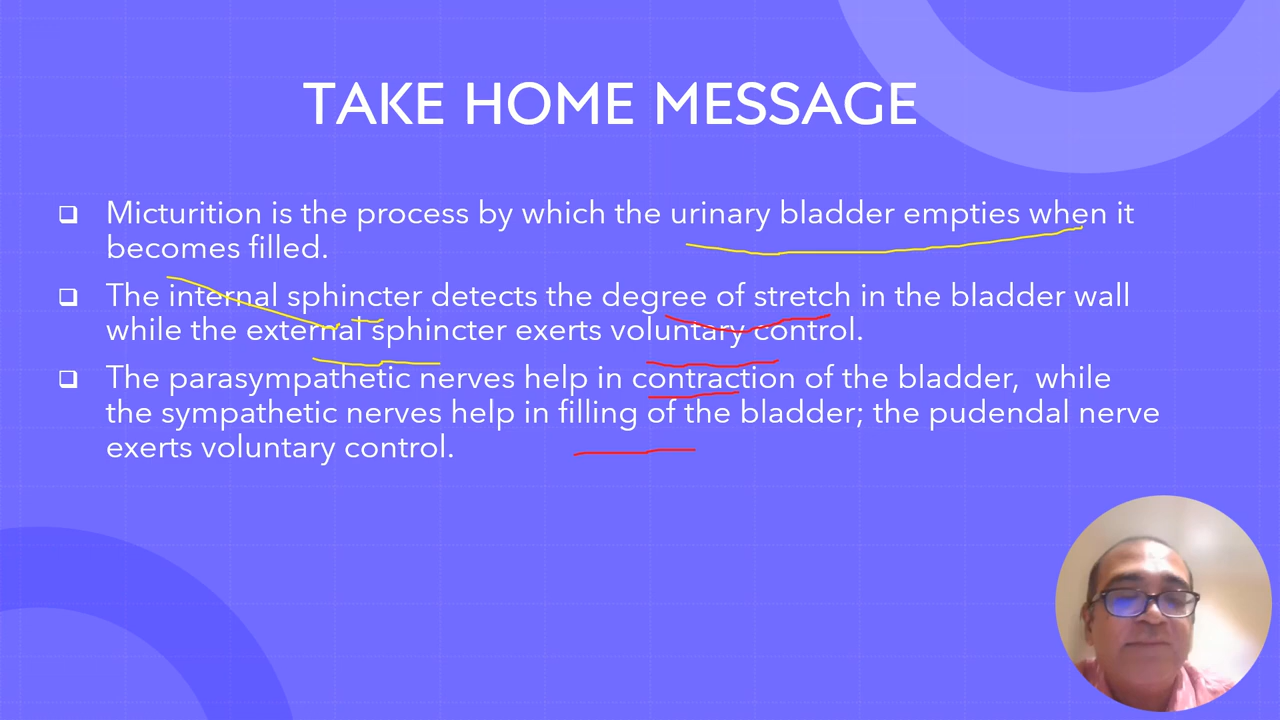 TAKE HOME MESSAGE
Micturition is the process by which the urinary bladder empties when it
becomes filled.
The internal sphincter detects the degree of stretch in the bladder wall
while the external sphincter exerts voluntary control.
The parasympathetic nerves help in contraction of the bladder, while
the sympathetic nerves help in filling of the bladder; the pudendal nerve
exerts voluntary control.